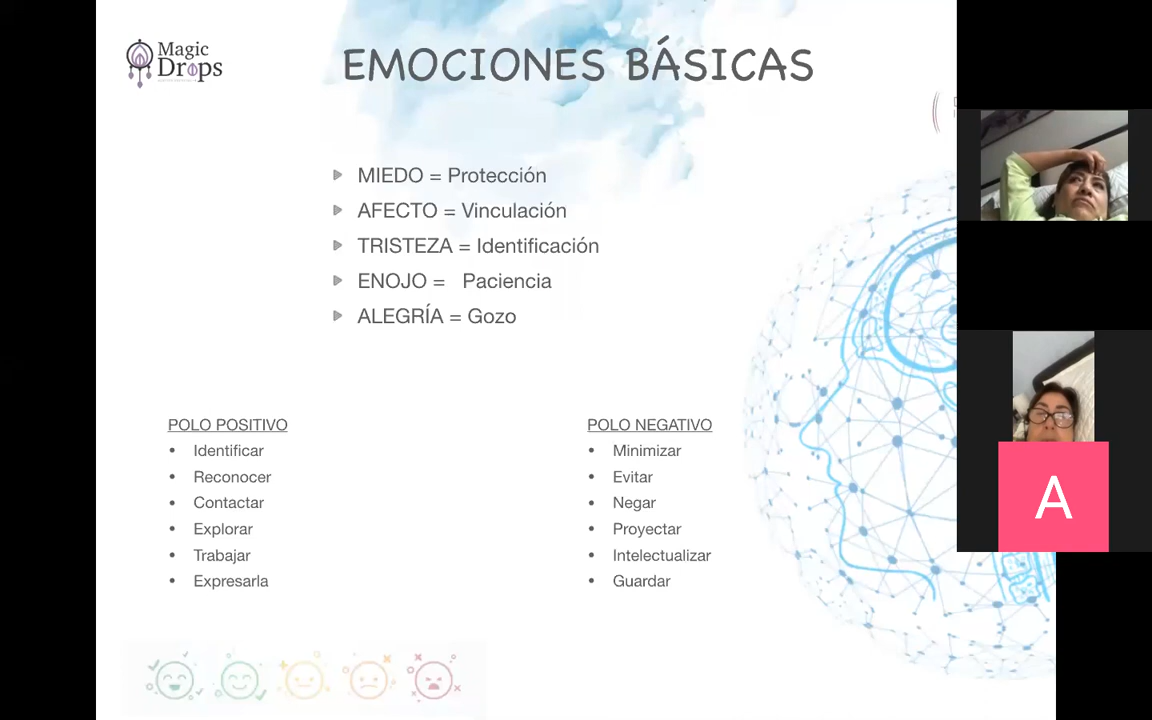 Magic
Drops
EMOCIONES BÁSICAS
MIEDO = Protección
AFECTO = Vinculación
TRISTEZA = Identificación
ENOJO = Paciencia
ALEGRÍA = Gozo
POLO POSITIVO
• Identificar
• Reconocer
• Contactar
• Explorar
• Trabajar
• Expresarla
POLO NEGATIVO
• Minimizar
• Evitar
• Negar
• Proyectar
• Intelectualizar
• Guardar
A